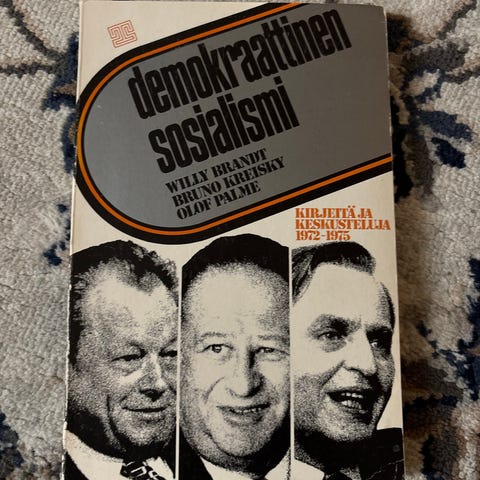 demokraattinen
sosialismi
WILLY BRANDT
BRUNO KREISKY
OLOF PALME
KIRJEITÄ JA
KESKUSTELUJA
1972-1975